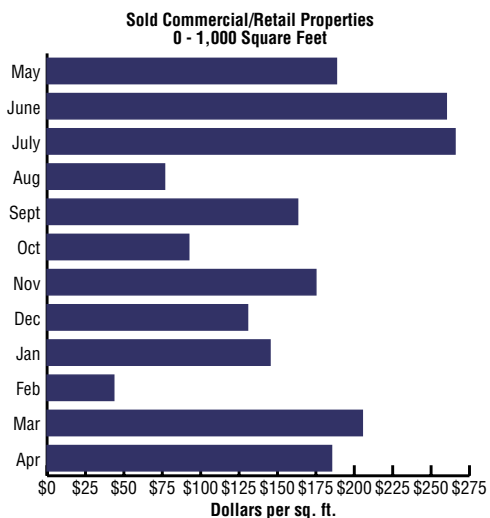 Sold Commercial/Retail Properties
0 - 1,000 Square Feet
May
June
July
Aug
Sept
Oct
Nov
Dec
Jan
Feb
Mar
Apr
$0 $25 $50 $75 $100 $125 $150 $175 $200 $225 $250 $275
Dollars per sq. ft.